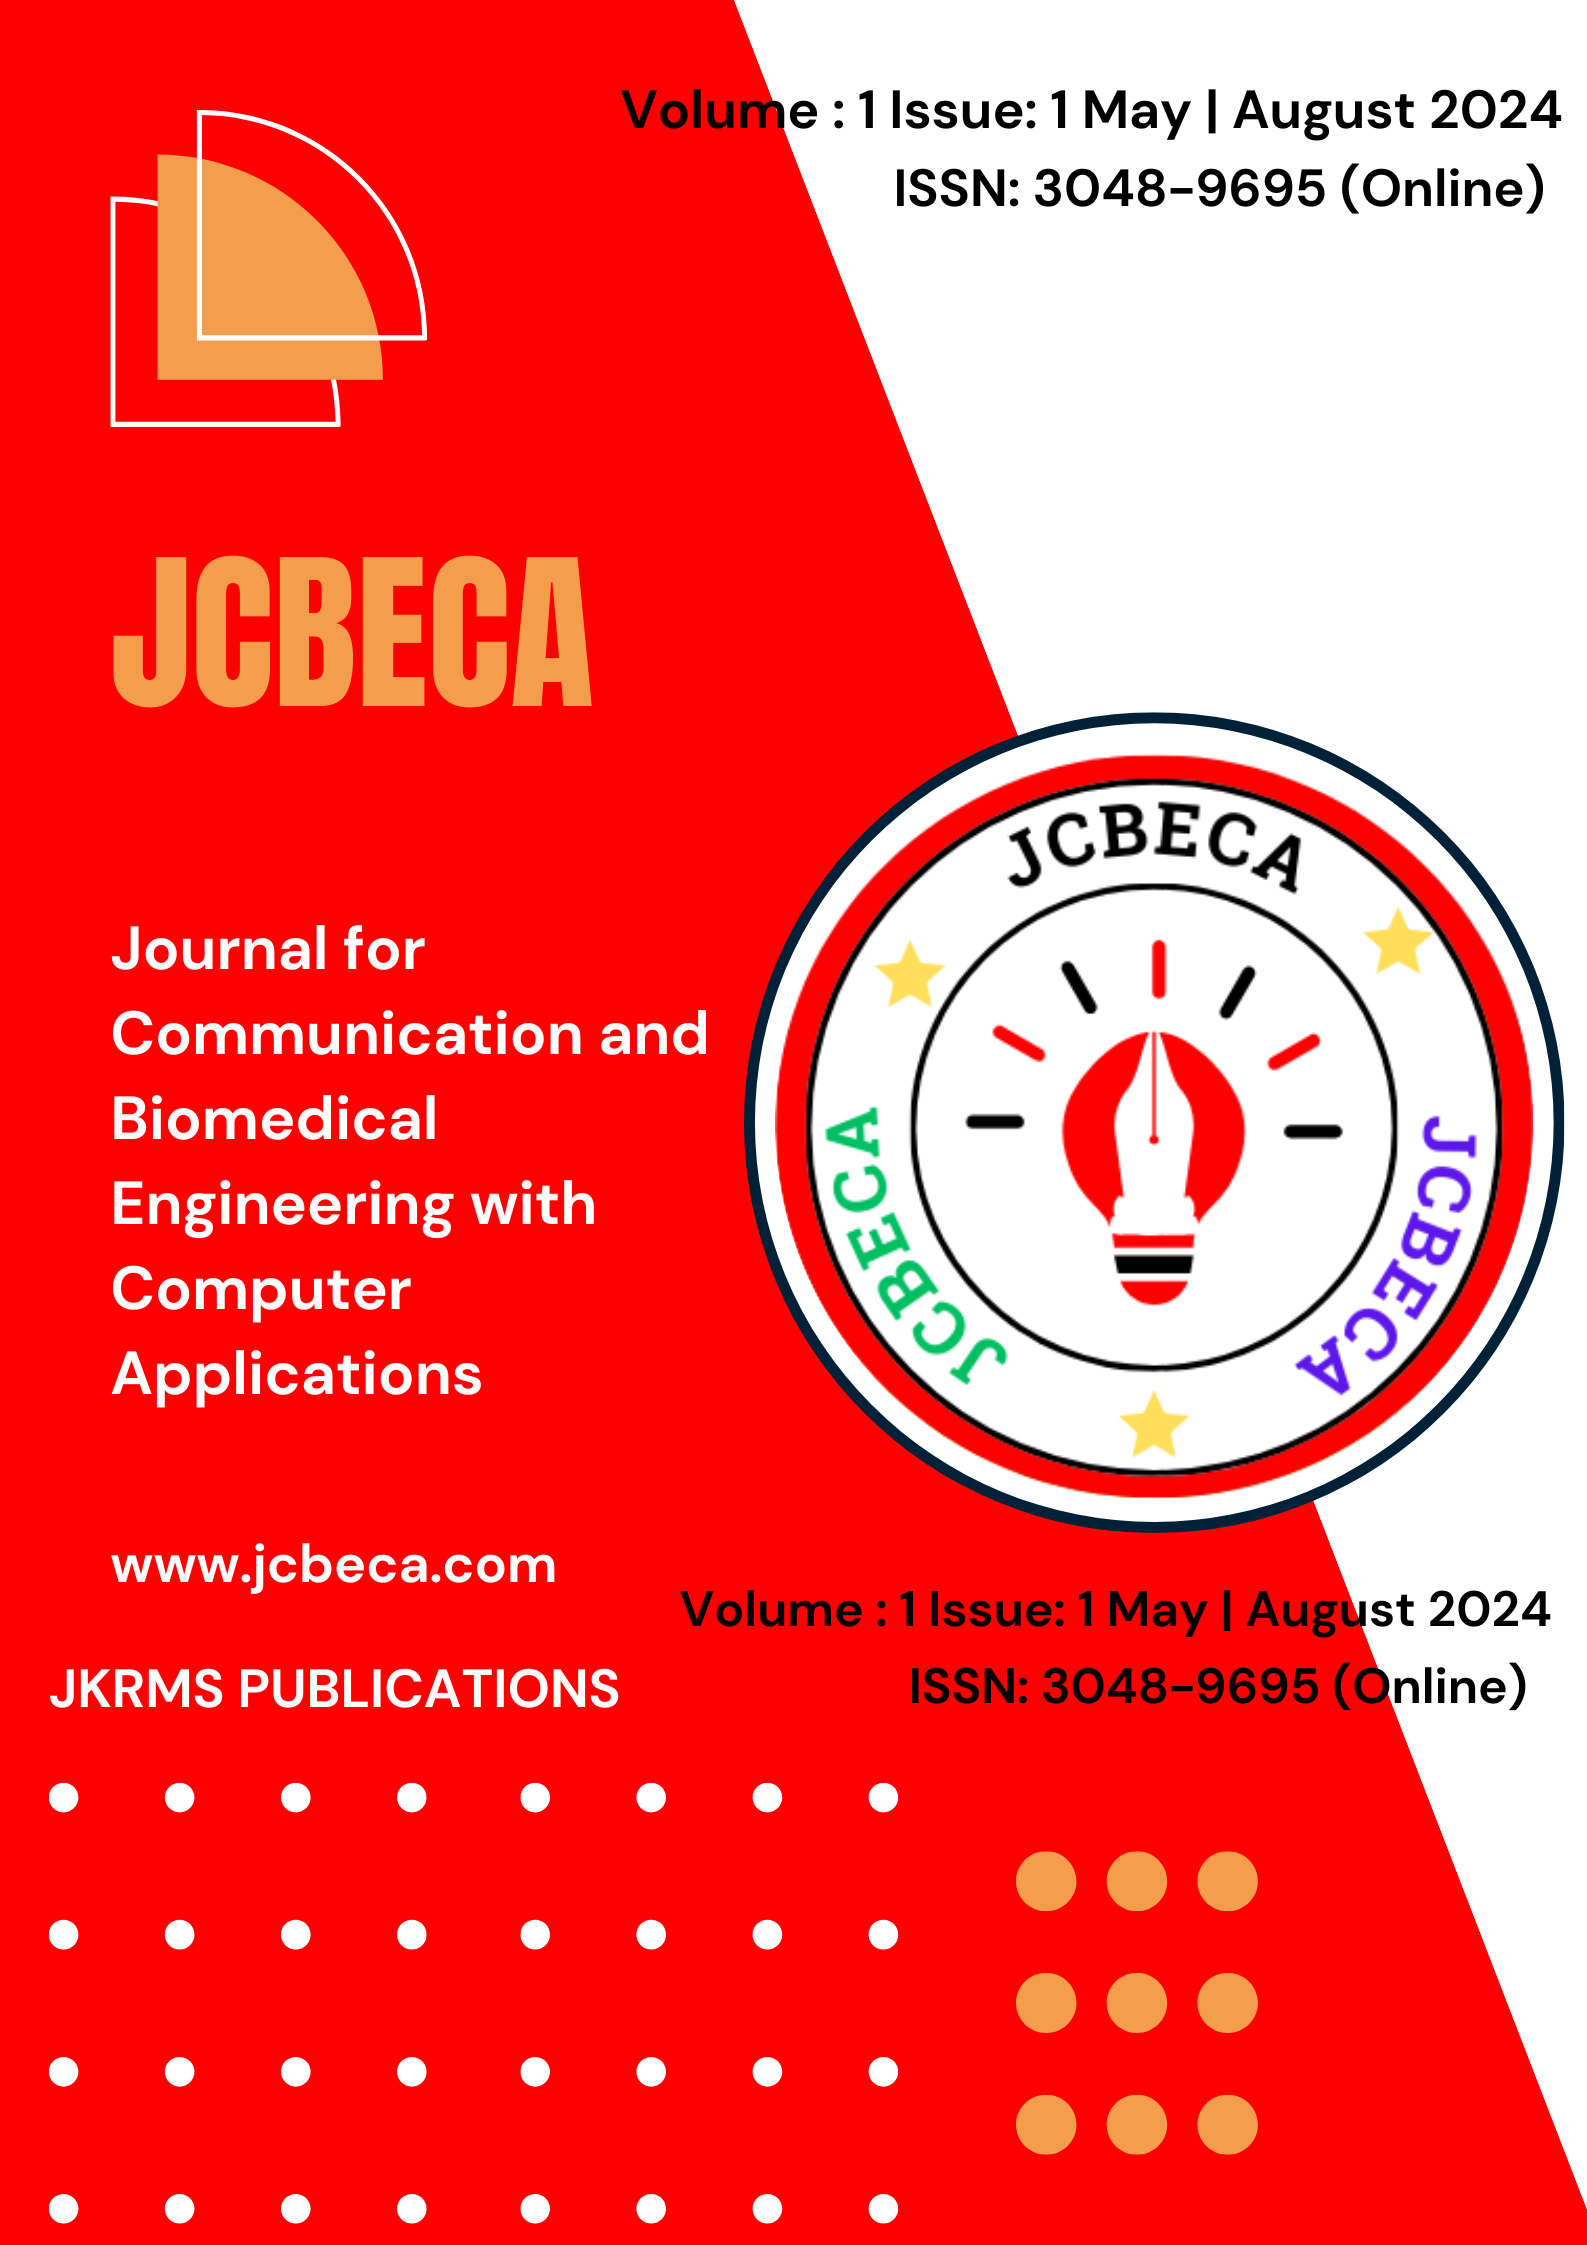 Volume : 1 Issue: 1 May | August 2024
ISSN: 3048-9695 (Online)
JCBECA
JCBECA
JCBECA
JCBECA
Journal for
Communication and
Biomedical
Engineering with
Computer
Applications
www.jcbeca.com
Volume : 1 Issue: 1 May | August 2024
ISSN: 3048-9695 (Online)
JKRMS PUBLICATIONS